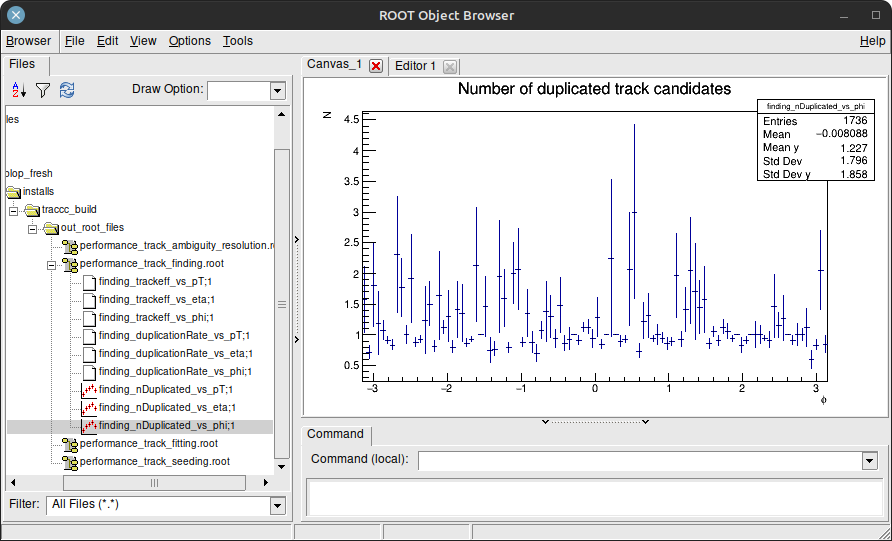 ROOT Object Browser
Browser File Edit View Options Tools Help
Files
Draw Option:
les
olop_fresh
installs
traccc_build
out_root_files
performance_track_ambiguity_resolution.r
performance_track_finding.root
finding_trackeff_vs_pT;1
finding_trackeff_vs_eta;1
finding_trackeff_vs_phi;1
finding_duplicationRate_vs_pT;1
finding_duplicationRate_vs_eta;1
finding_duplicationRate_vs_phi;1
finding_nDuplicated_vs_pT;1
finding_nDuplicated_vs_eta;1
finding_nDuplicated_vs_phi;1
performance_track_fitting.root
performance_track_seeding.root
Filter: All Files (*.*)
Canvas_1 Editor 1
Number of duplicated track candidates
N
4.5
4
3.5
3
2.5
2
1.5
1
0.5
−3 −2 −1 0 1 2 3
ϕ
finding_nDuplicated_vs_phi
Entries 1736
Mean −0.008088
Mean y 1.227
Std Dev 1.796
Std Dev y 1.858
Command
Command (local):